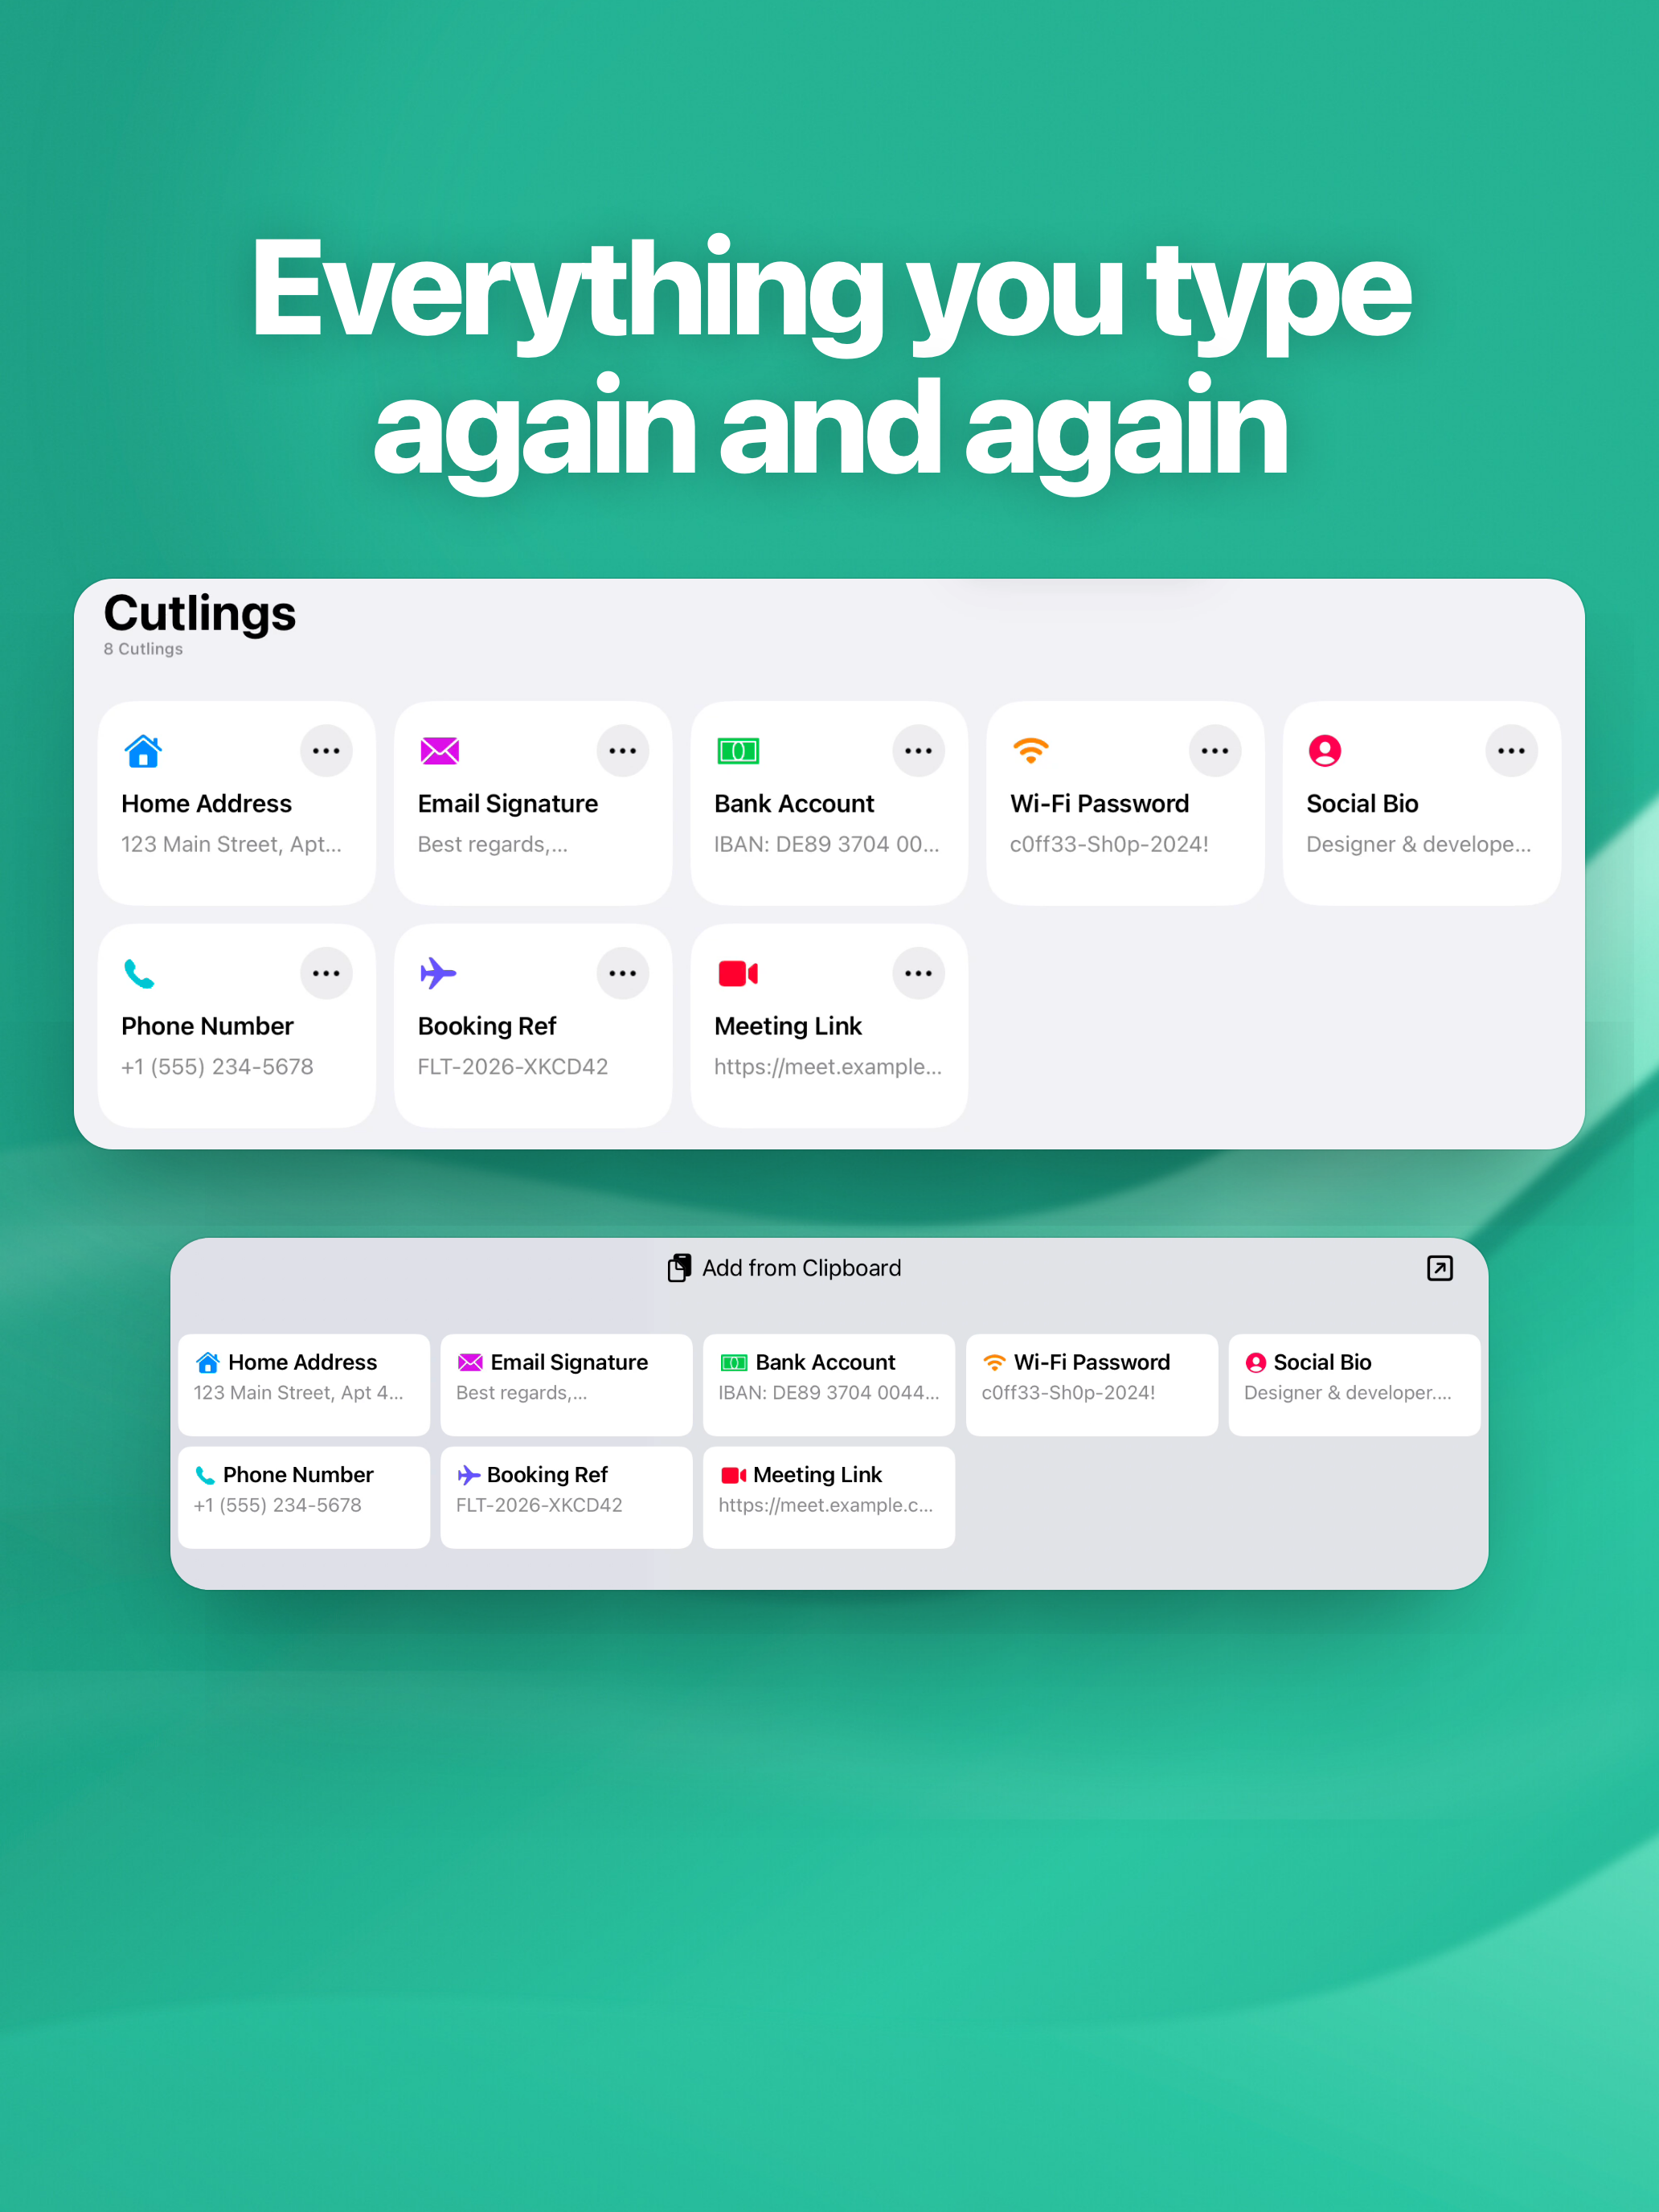 Everything you type
again and again
Cutlings
8 Cutlings
Home Address
123 Main Street, Apt...
Email Signature
Best regards,...
Bank Account
IBAN: DE89 3704 00...
Wi-Fi Password
c0ff33-Sh0p-2024!
Social Bio
Designer & develope...
Phone Number
+1 (555) 234-5678
Booking Ref
FLT-2026-XKCD42
Meeting Link
https://meet.example...
Add from Clipboard
Home Address
123 Main Street, Apt 4...
Email Signature
Best regards,...
Bank Account
IBAN: DE89 3704 0044...
Wi-Fi Password
c0ff33-Sh0p-2024!
Social Bio
Designer & developer....
Phone Number
+1 (555) 234-5678
Booking Ref
FLT-2026-XKCD42
Meeting Link
https://meet.example.c...